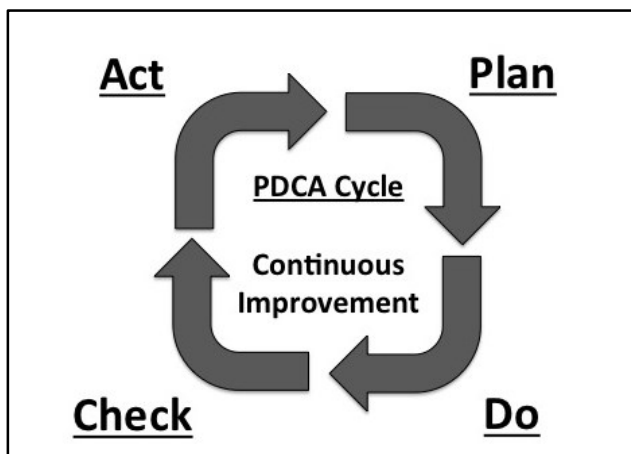 Act
Plan
PDCA Cycle
Continuous
Improvement
Check
Do